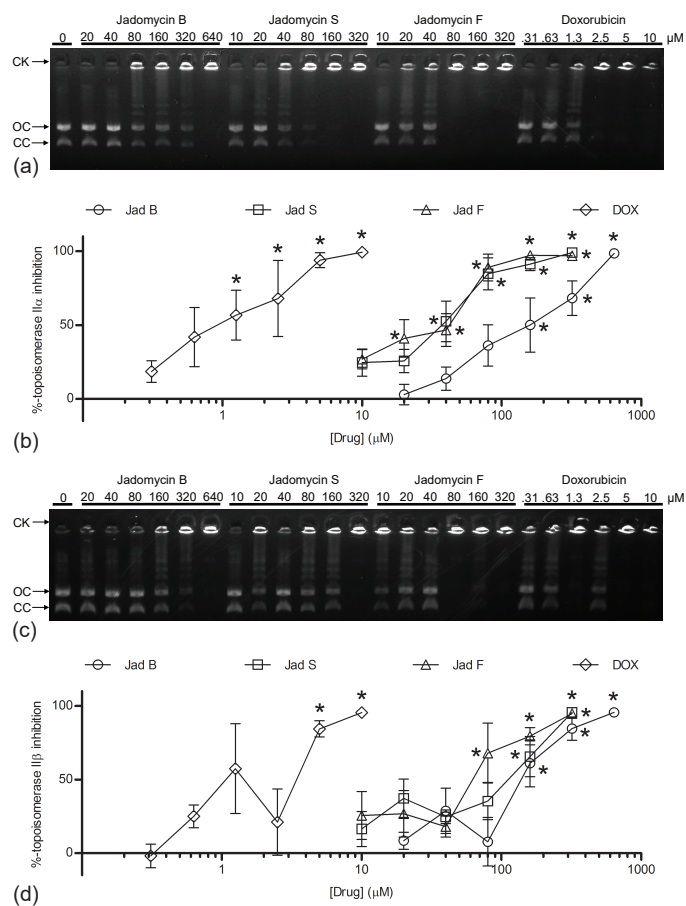 (a)
Jadomycin B Jadomycin S Jadomycin F Doxorubicin
0 20 40 80 160 320 640 10 20 40 80 160 320 10 20 40 80 160 320 .31 .63 1.3 2.5 5 10 μM
CK
OC
CC
Jad B Jad S Jad F DOX
(b)
%-topoisomerase IIα inhibition
100
50
0
1 10 100 1000
[Drug] (μM)
* * * * * * * * * * * * * * *
(c)
Jadomycin B Jadomycin S Jadomycin F Doxorubicin
0 20 40 80 160 320 640 10 20 40 80 160 320 10 20 40 80 160 320 .31 .63 1.3 2.5 5 10 μM
CK
OC
CC
Jad B Jad S Jad F DOX
(d)
%-topoisomerase IIβ inhibition
100
50
0
1 10 100 1000
[Drug] (μM)
* * * * * * * * * *